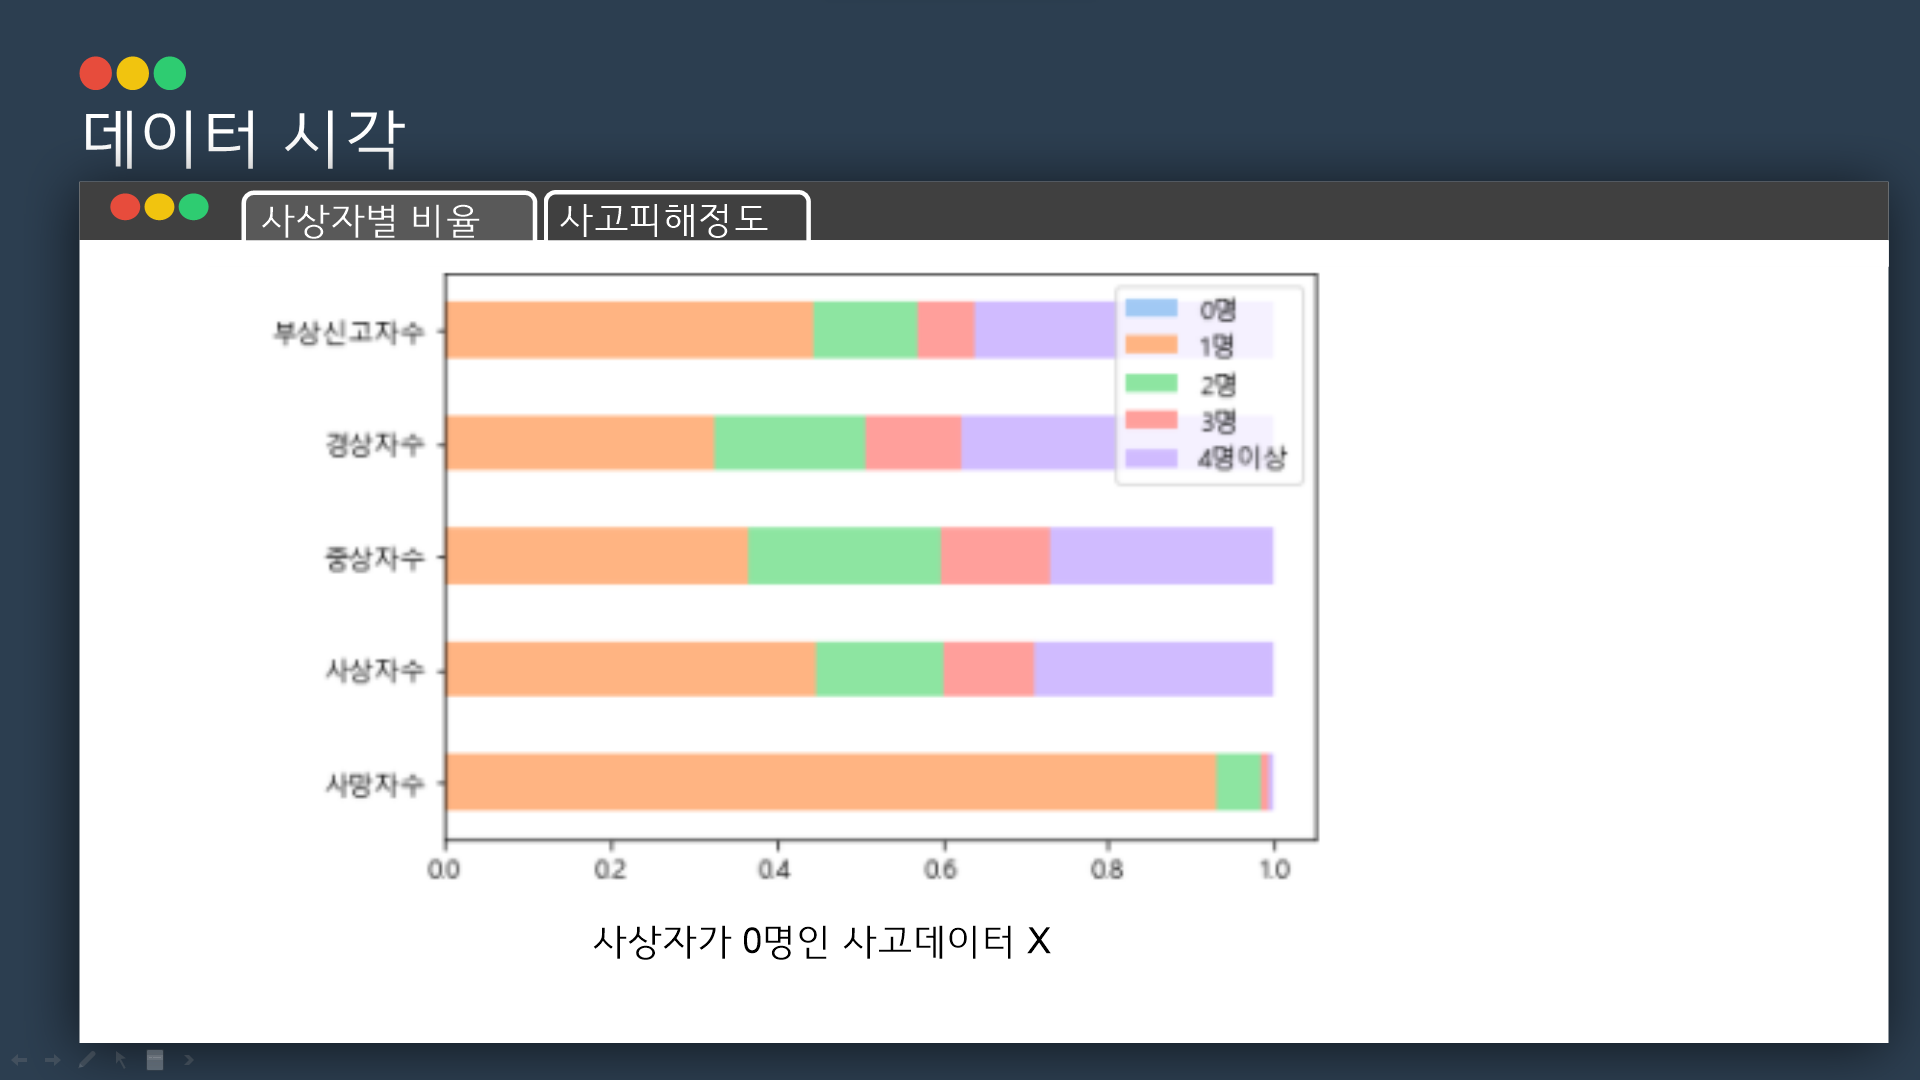 데이터 시각
사상자별 비율
사고피해정도
부상신고자수
경상자수
중상자수
사상자수
사망자수
0명
1명
2명
3명
4명이상
0.0 0.2 0.4 0.6 0.8 1.0
사상자가 0명인 사고데이터 X